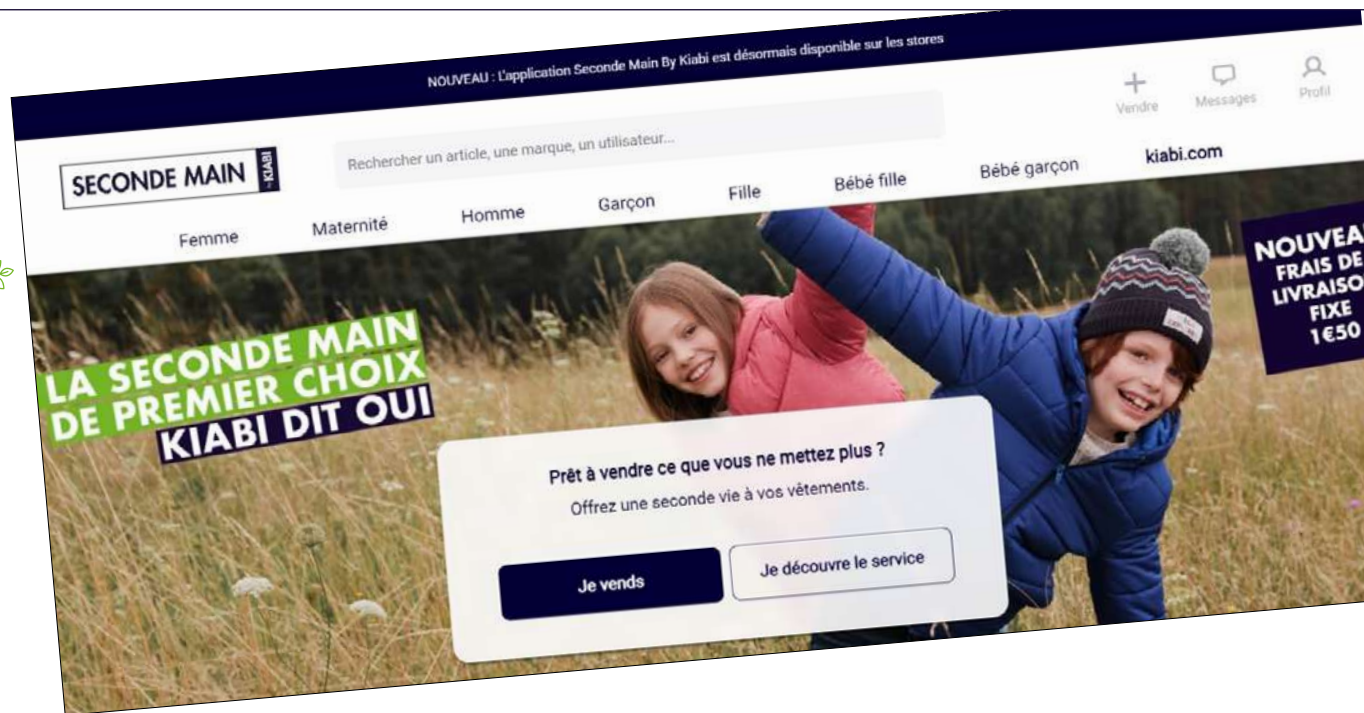 NOUVEAU : L'application Seconde Main By Kiabi est désormais disponible sur les stores
SECONDE MAIN BY KIABI
Rechercher un article, une marque, un utilisateur...
Vendre
Messages
Profil
Femme
Maternité
Homme
Garçon
Fille
Bébé fille
Bébé garçon
kiabi.com
LA SECONDE MAIN
DE PREMIER CHOIX
KIABI DIT OUI
NOUVEA
FRAIS DE
LIVRAISO
FIXE
1€50
Prêt à vendre ce que vous ne mettez plus ?
Offrez une seconde vie à vos vêtements.
Je vends
Je découvre le service